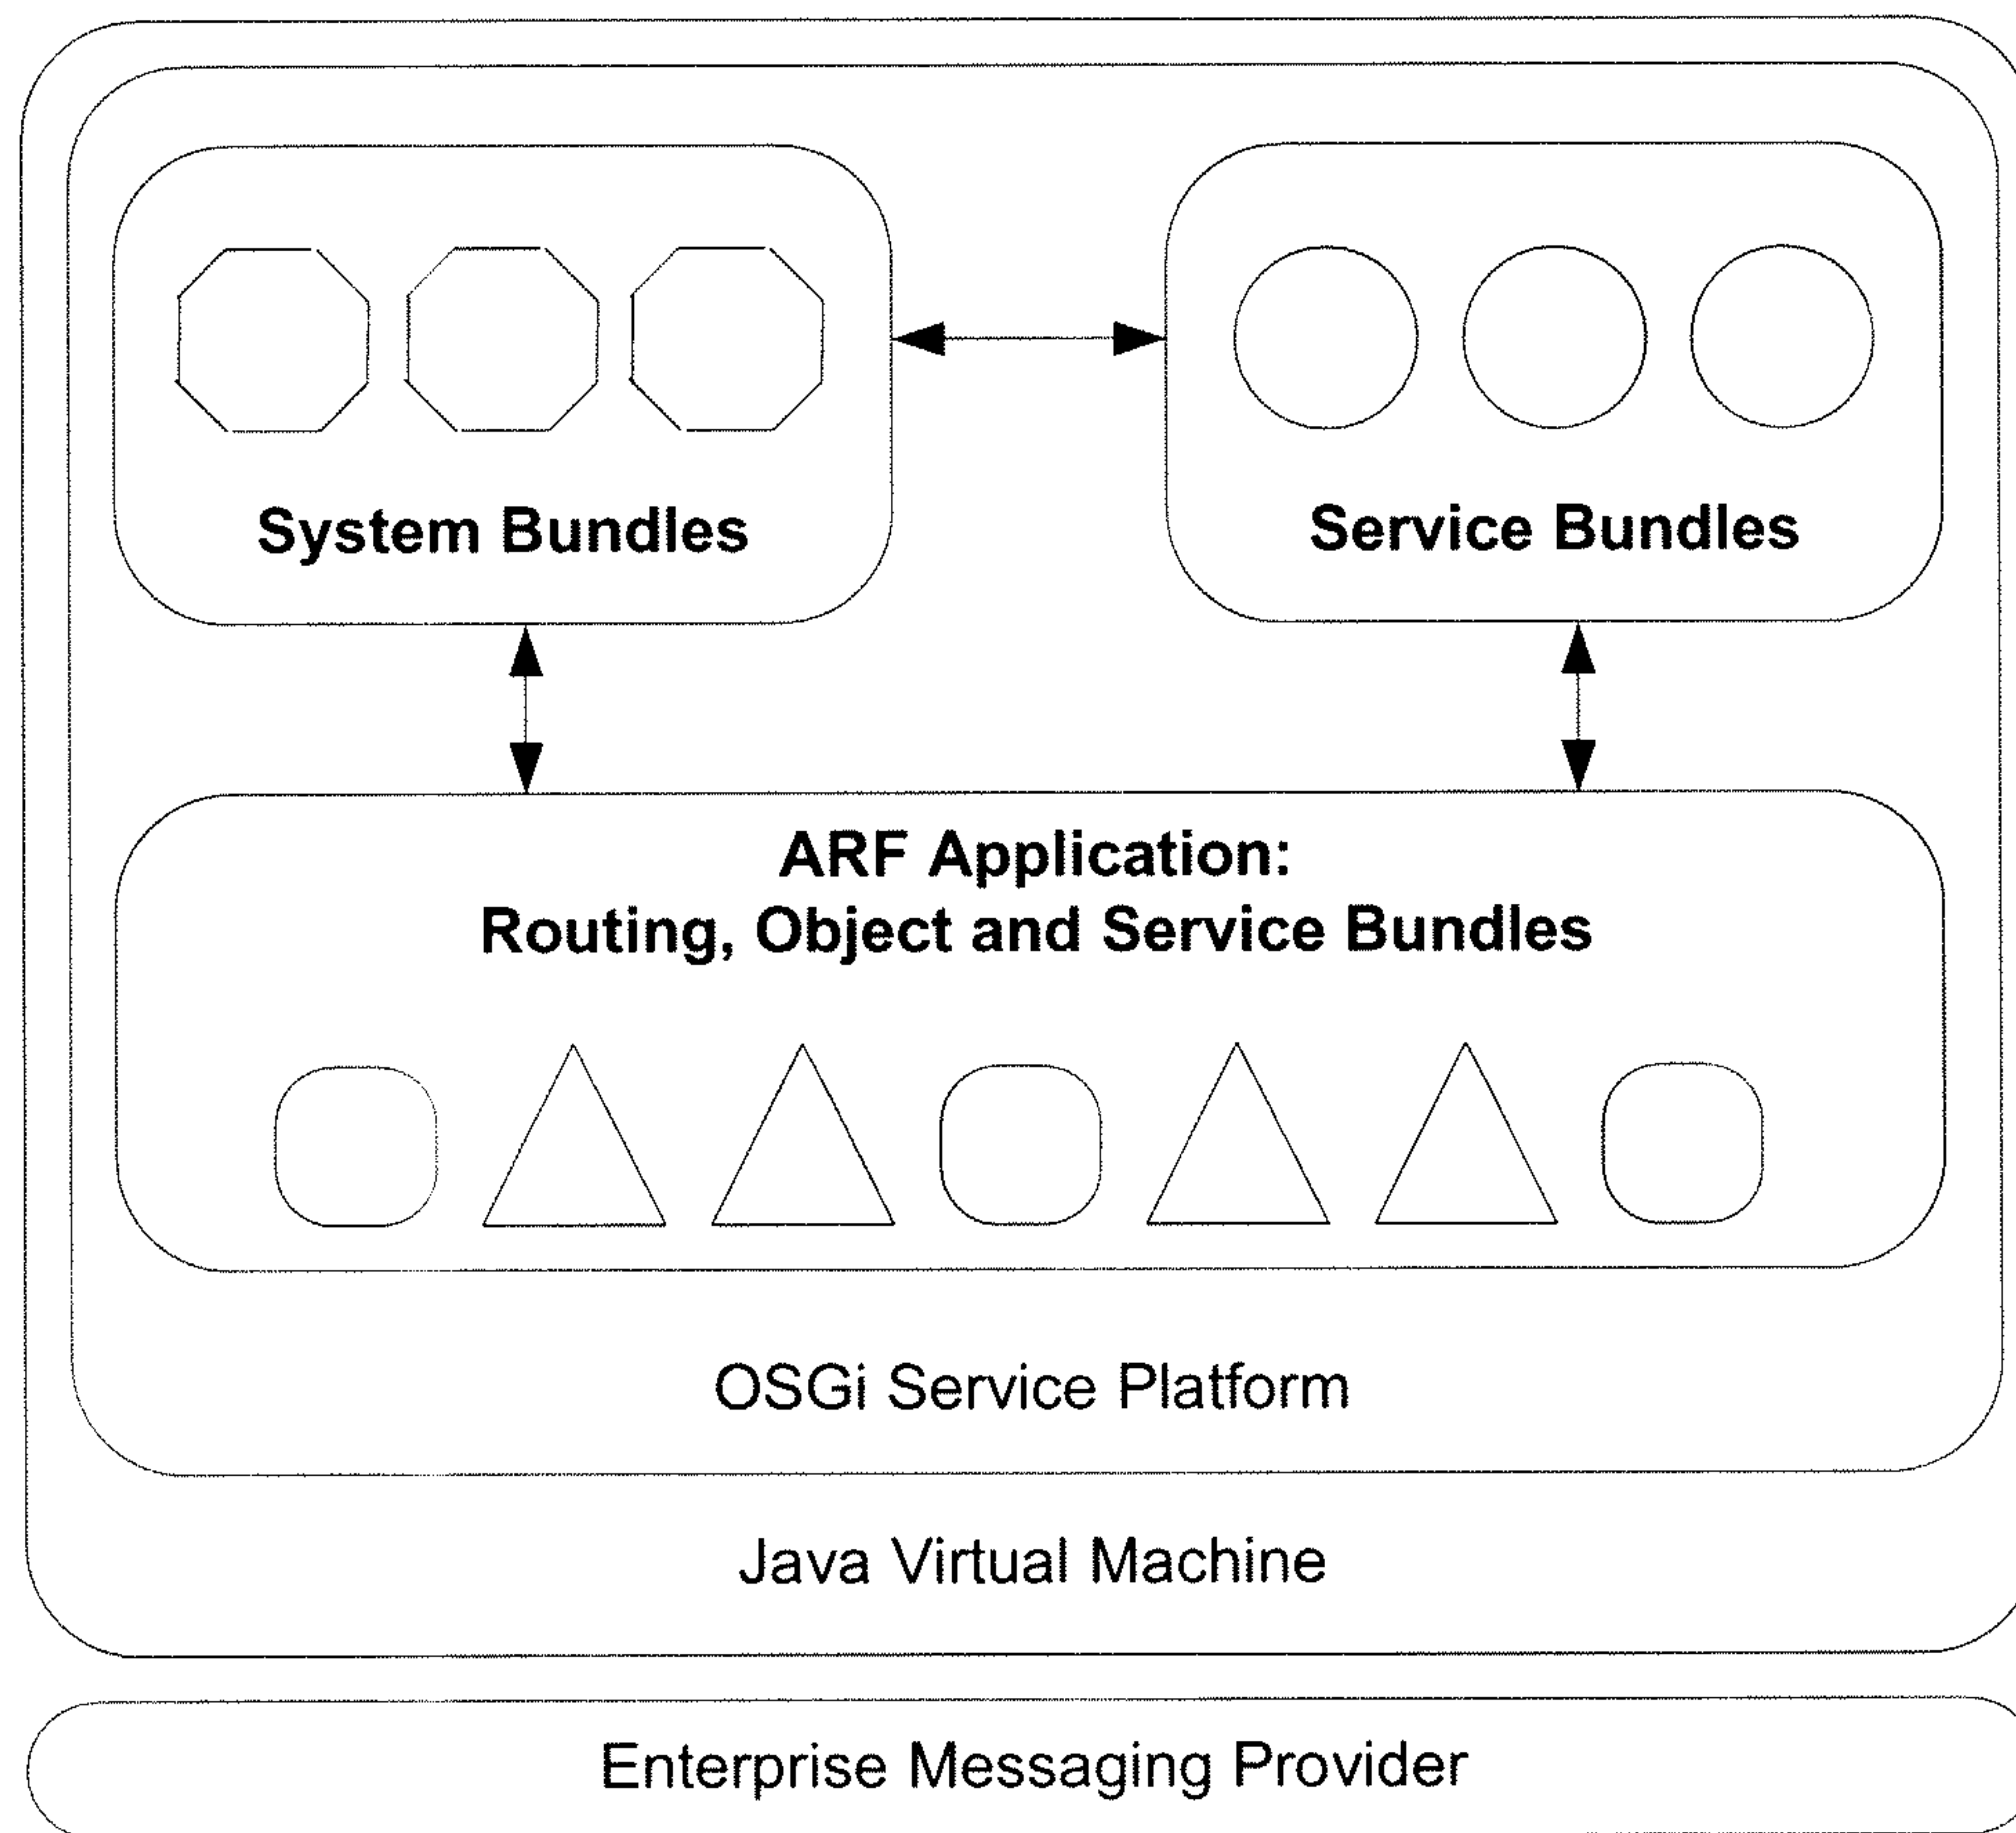 System Bundles
Service Bundles
ARF Application:
Routing, Object and Service Bundles
OSGi Service Platform
Java Virtual Machine
Enterprise Messaging Provider